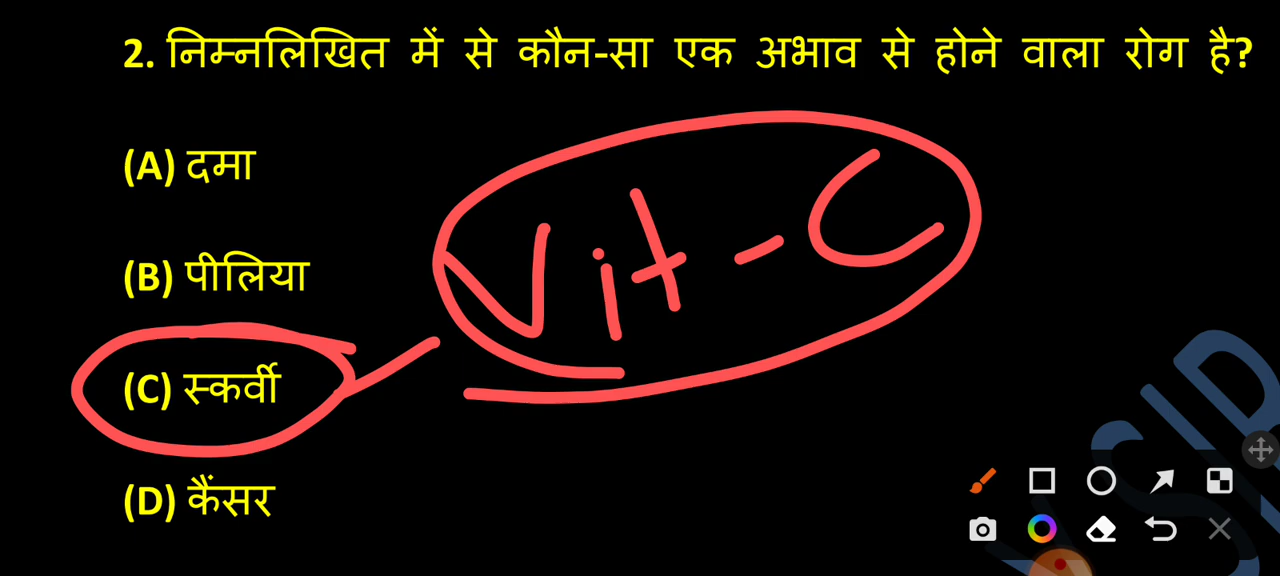 2. निम्नलिखित में से कौन-सा एक अभाव से होने वाला रोग है?
(A) दमा
Vit - C
(B) पीलिया
(C) स्कर्वी
(D) कैंसर